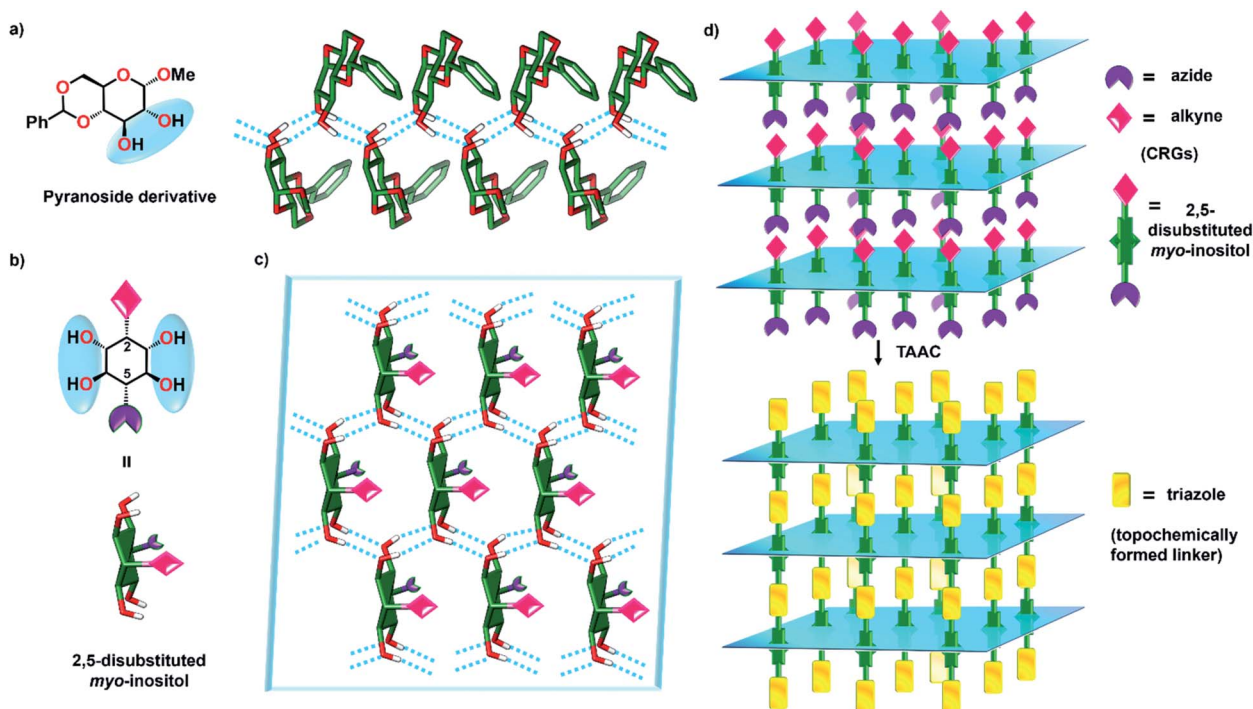 a)
O
O
OMe
Ph
O
OH
OH
Pyranoside derivative
b)
HO
OH
2
5
HO
OH
II
2,5-disubstituted
myo-inositol
c)
d)
= azide
= alkyne
(CRGs)
= 2,5-
disubstituted
myo-inositol
TAAC
= triazole
(topochemically
formed linker)